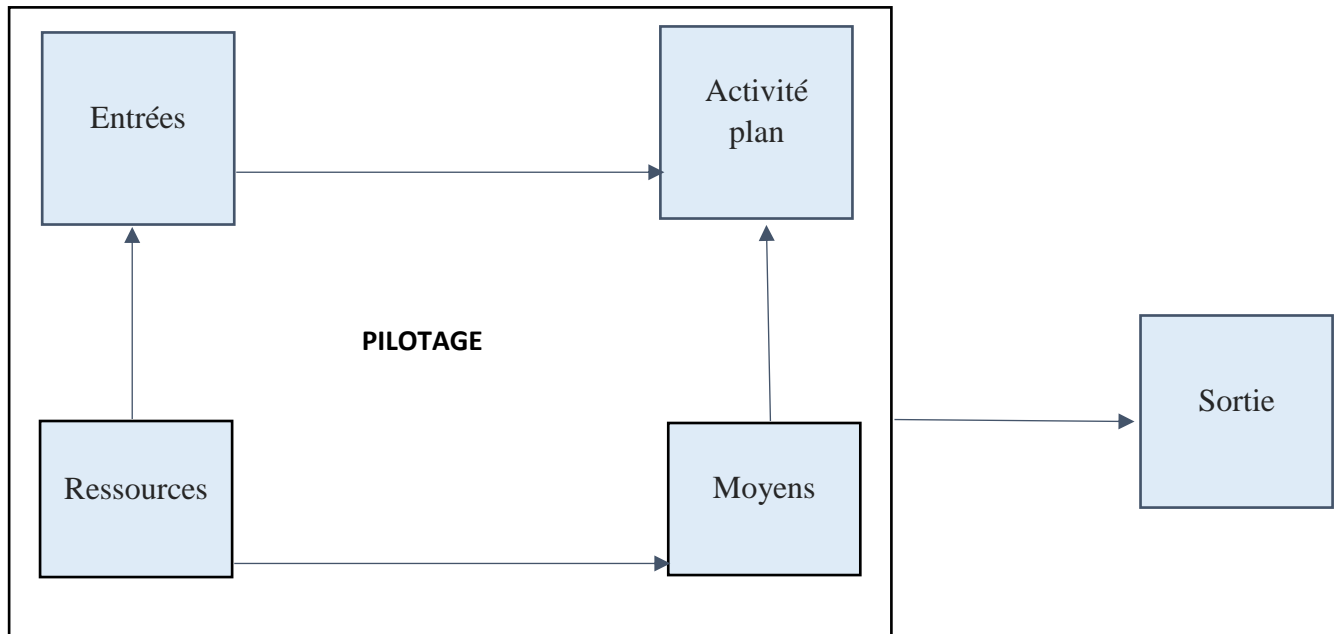 Entrées
Activité
plan
PILOTAGE
Sortie
Ressources
Moyens